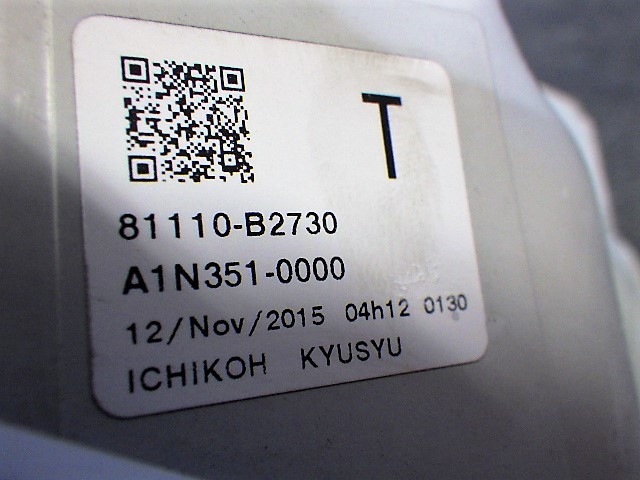 T
81110-B2730
A1N351-0000
12/Nov/2015 04h12 0130
ICHIKOH KYUSYU